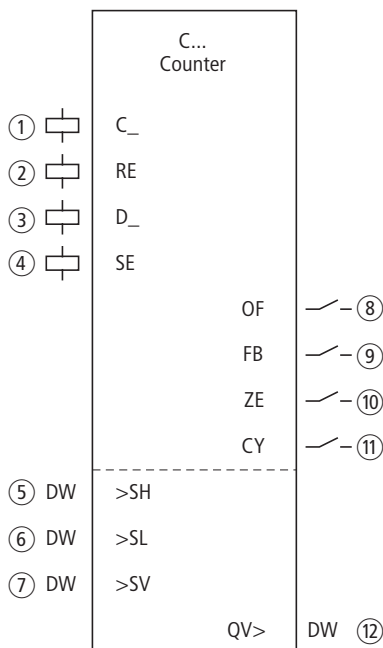 C...
Counter
① C_
② RE
③ D_
④ SE
OF ⑧
FB ⑨
ZE ⑩
CY ⑪
⑤ DW >SH
⑥ DW >SL
⑦ DW >SV
QV> DW ⑫